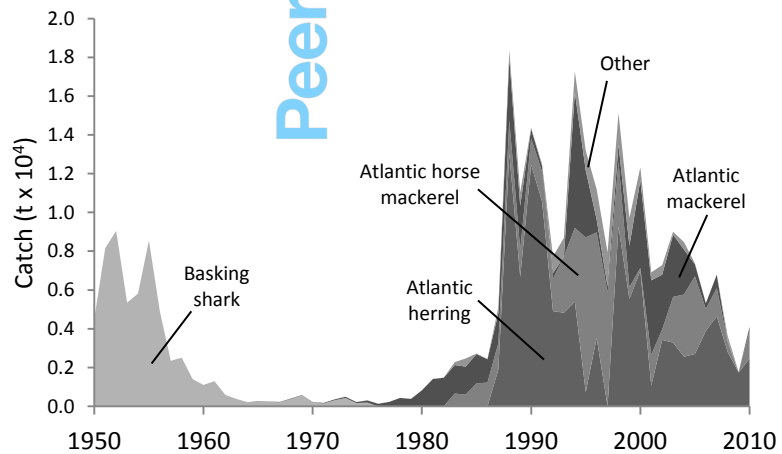 Peer
2.0
1.8
1.6
1.4
1.2
1.0
0.8
0.6
0.4
0.2
0.0
Catch (t x 10⁴)
1950
1960
1970
1980
1990
2000
2010
Basking
shark
Atlantic horse
mackerel
Atlantic
herring
Other
Atlantic
mackerel